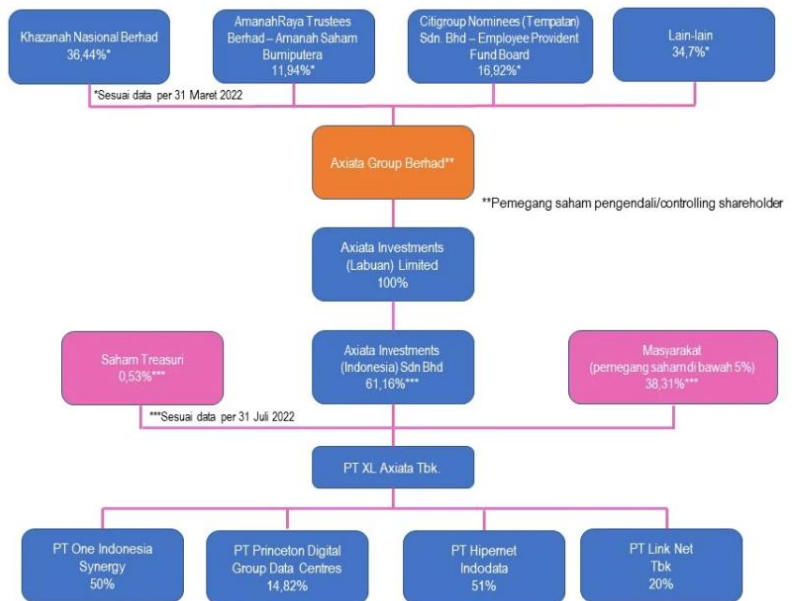 Khazanah Nasional Berhad
36,44%*
AmanahRaya Trustees
Berhad – Amanah Saham
Bumiputera
11,94%*
Citigroup Nominees (Tempatan)
Sdn. Bhd – Employee Provident
Fund Board
16,92%*
Lain-lain
34,7%*
*Sesuai data per 31 Maret 2022
Axiata Group Berhad**
**Pemegang saham pengendali/controlling shareholder
Axiata Investments
(Labuan) Limited
100%
Saham Treasuri
0,53%***
Axiata Investments
(Indonesia) Sdn Bhd
61,16%***
Masyarakat
(pemegang saham di bawah 5%)
38,31%***
***Sesuai data per 31 Juli 2022
PT XL Axiata Tbk.
PT One Indonesia
Synergy
50%
PT Princeton Digital
Group Data Centres
14,82%
PT Hipernet
Indodata
51%
PT Link Net
Tbk
20%